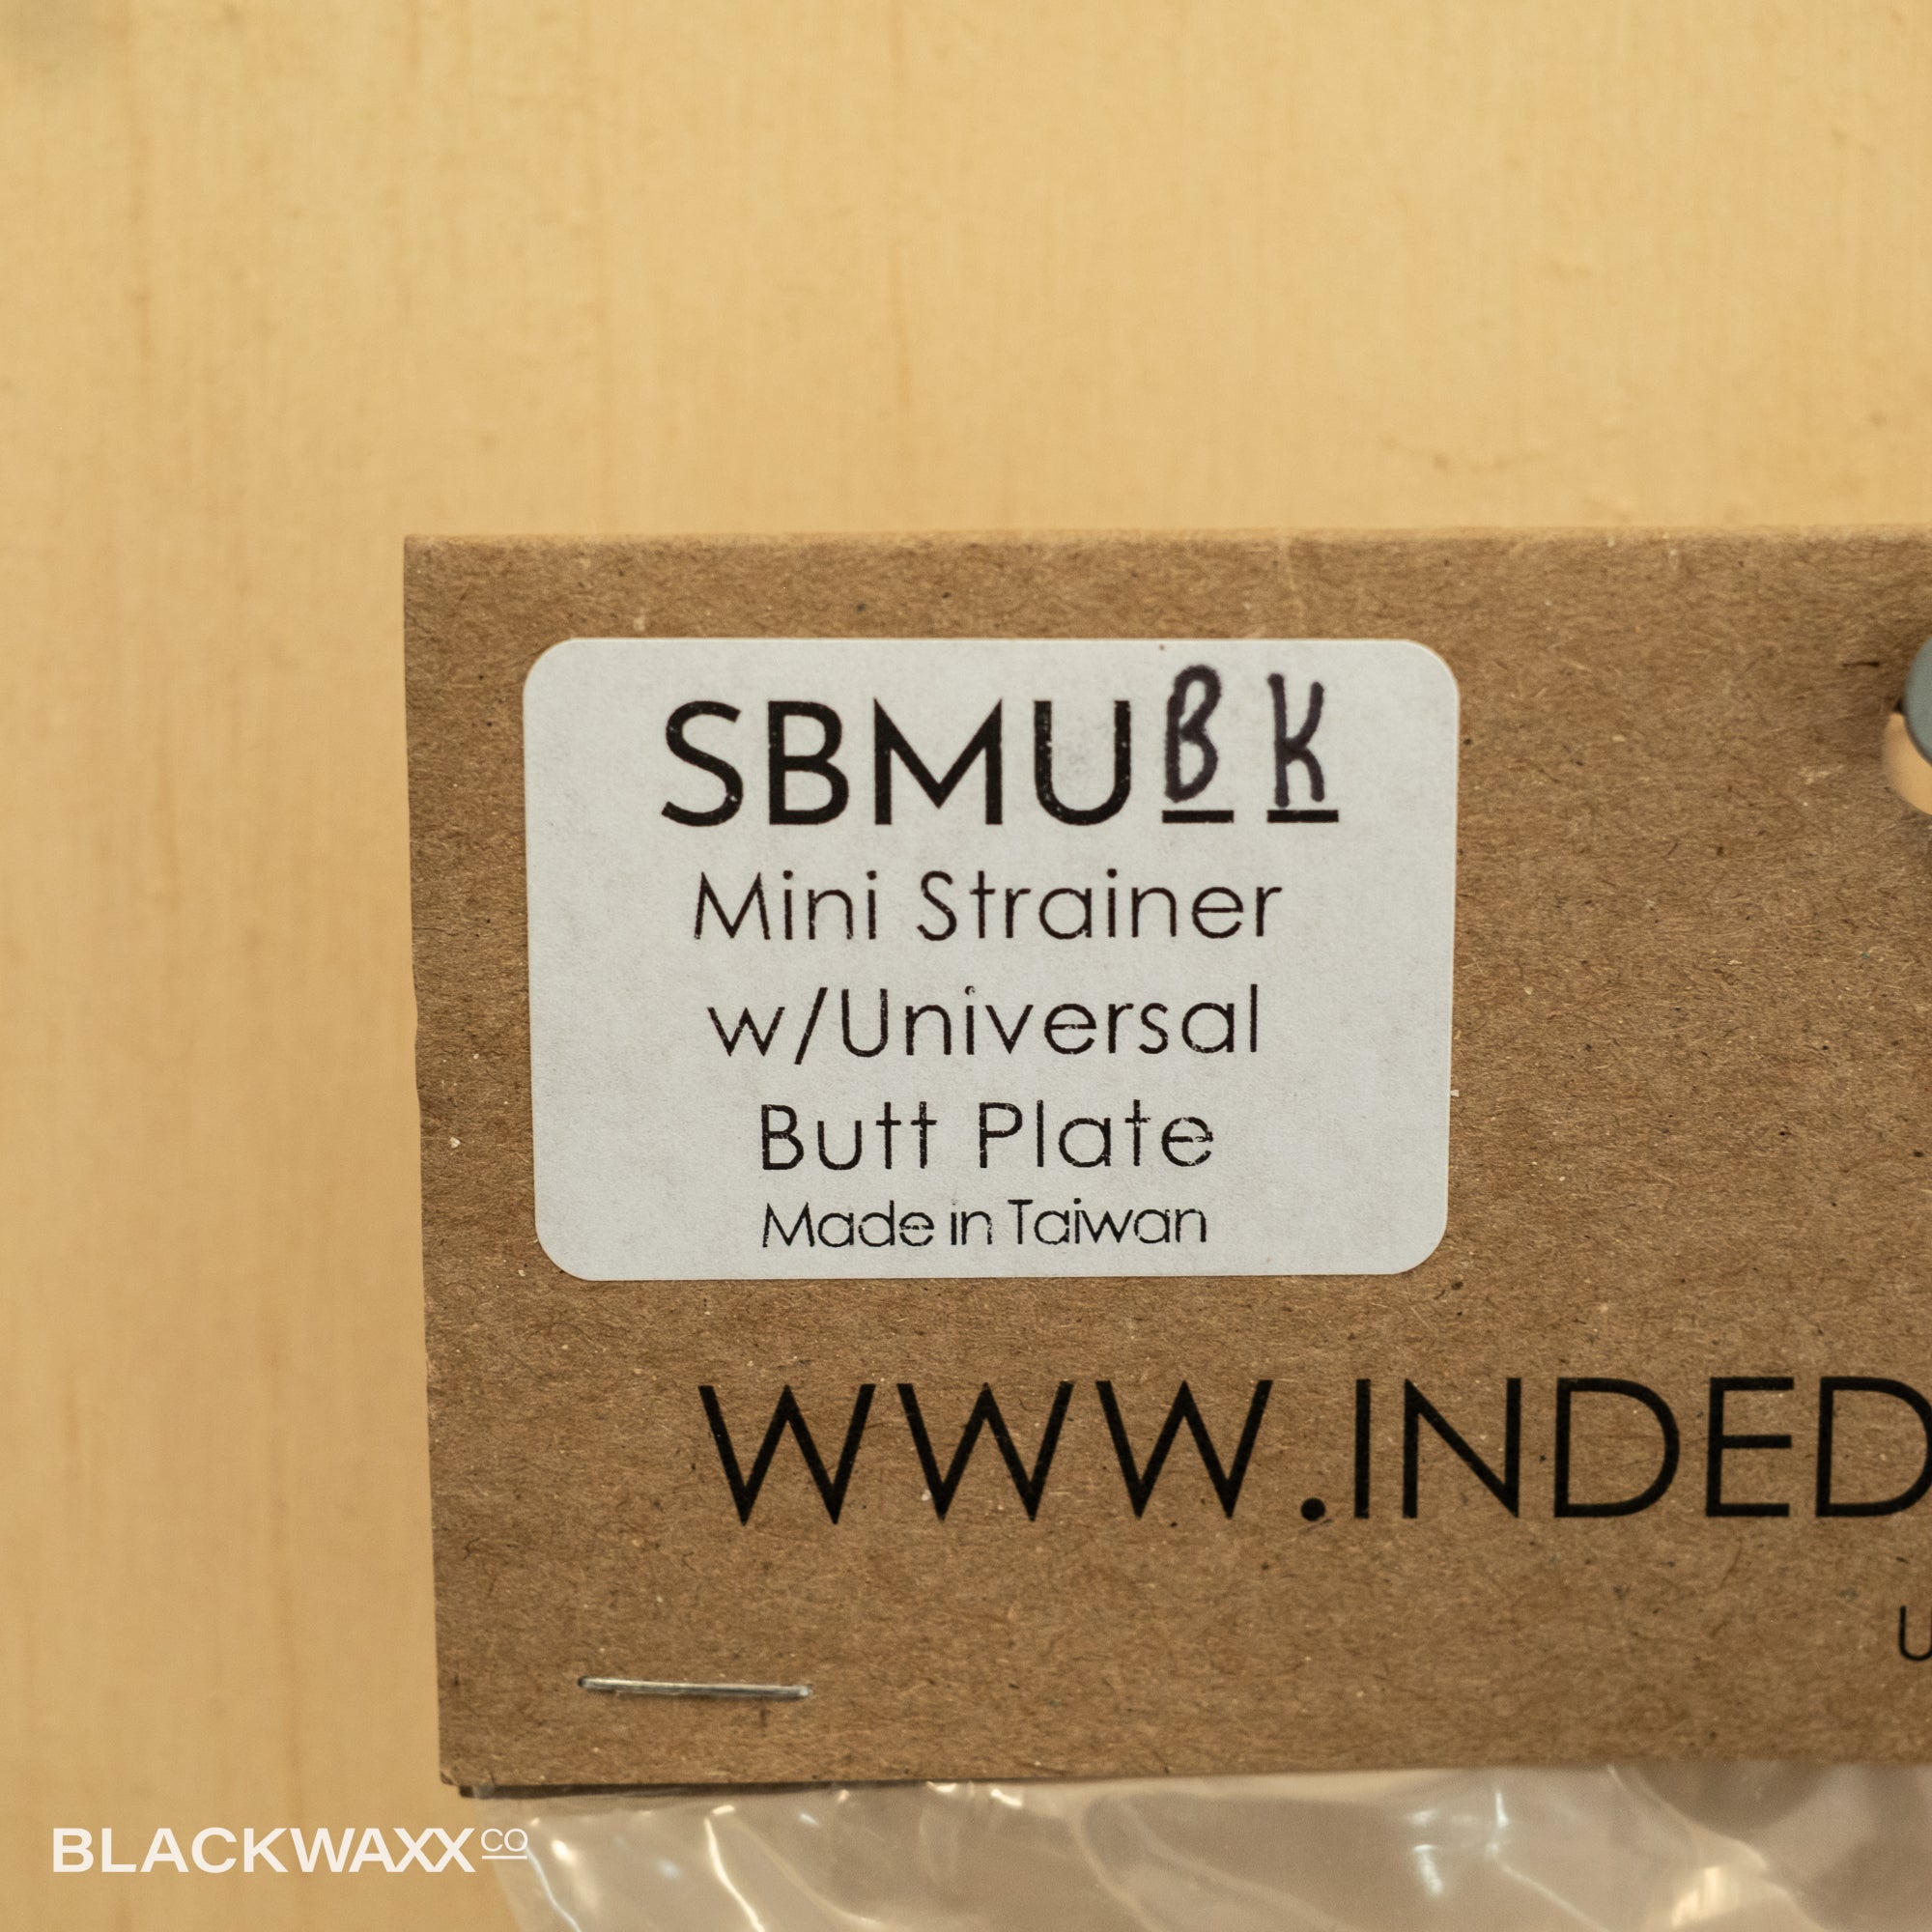 SBMUBK
Mini Strainer
w/Universal
Butt Plate
Made in Taiwan
WWW.INDED
U
BLACKWAXX CO